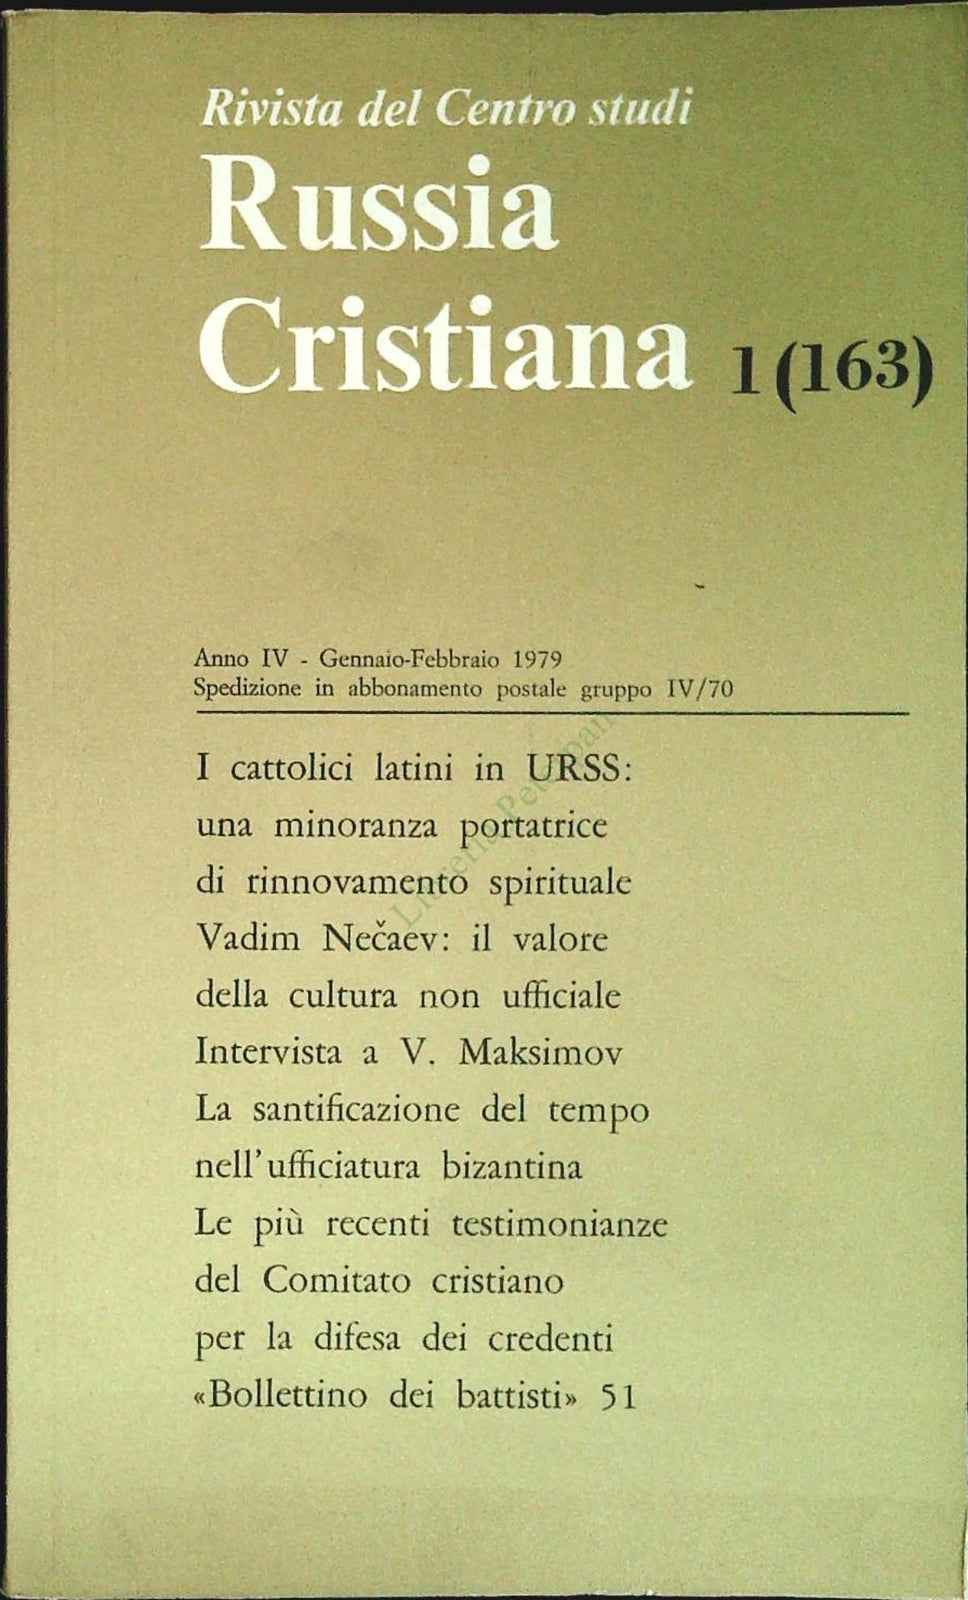 Rivista del Centro studi
Russia
Cristiana 1 (163)
Anno IV - Gennaio-Febbraio 1979
Spedizione in abbonamento postale gruppo IV/70
I cattolici latini in URSS:
una minoranza portatrice
di rinnovamento spirituale
Vadim Nečaev: il valore
della cultura non ufficiale
Intervista a V. Maksimov
La santificazione del tempo
nell'ufficiatura bizantina
Le più recenti testimonianze
del Comitato cristiano
per la difesa dei credenti
«Bollettino dei battisti» 51